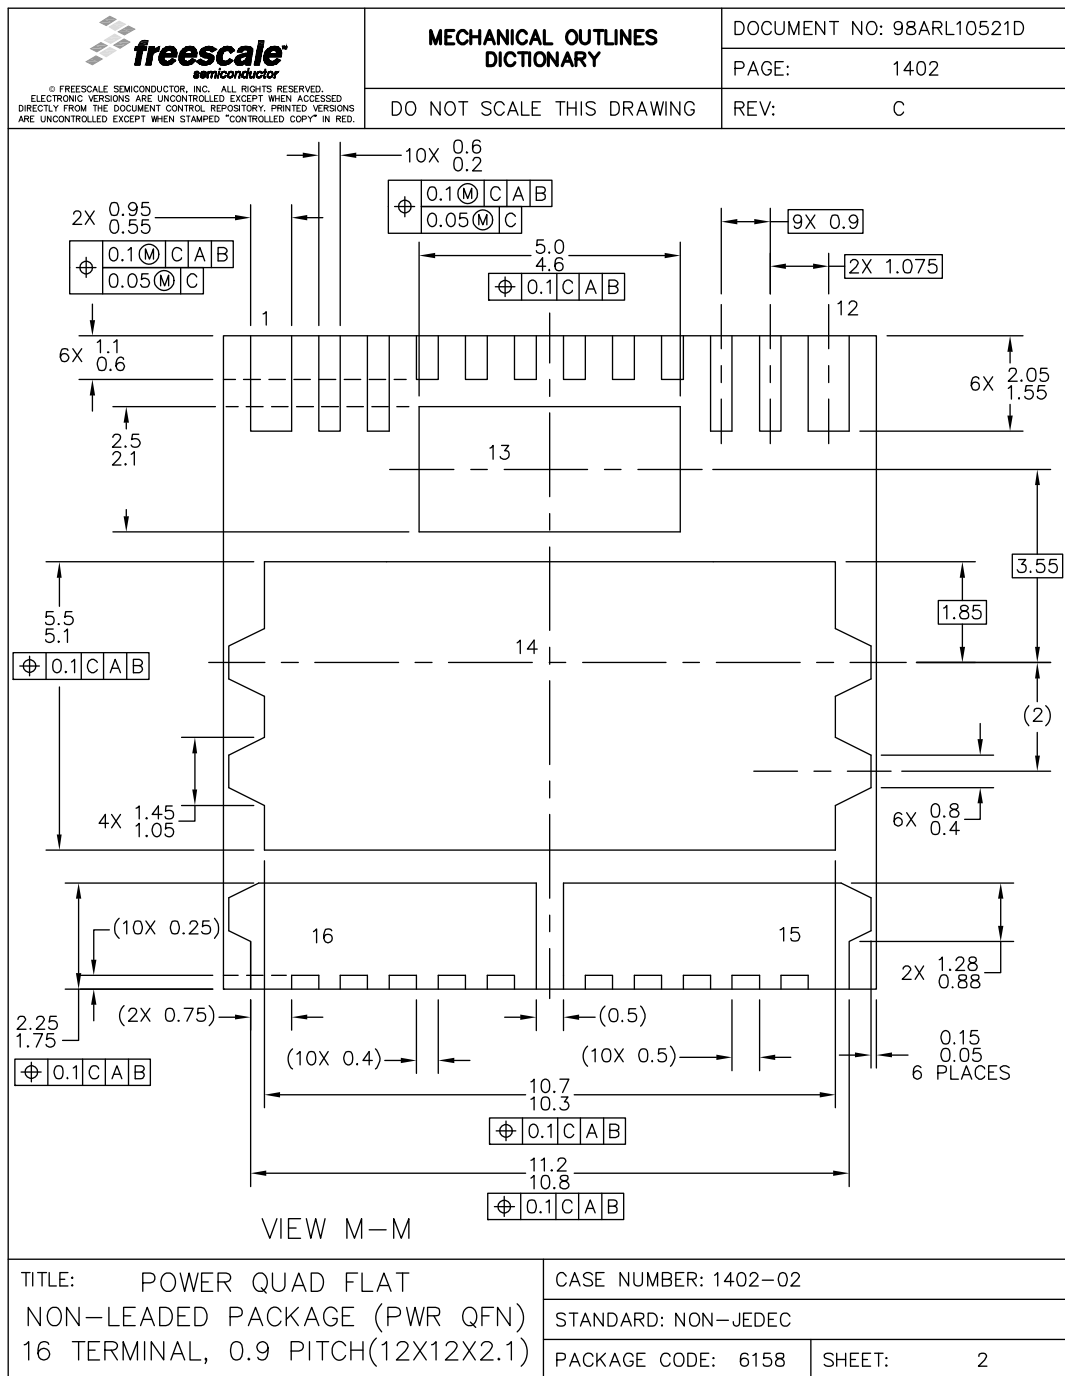 freescale™
semiconductor
© FREESCALE SEMICONDUCTOR, INC. ALL RIGHTS RESERVED.
ELECTRONIC VERSIONS ARE UNCONTROLLED EXCEPT WHEN ACCESSED
DIRECTLY FROM THE DOCUMENT CONTROL REPOSITORY. PRINTED VERSIONS
ARE UNCONTROLLED EXCEPT WHEN STAMPED "CONTROLLED COPY" IN RED.
MECHANICAL OUTLINES
DICTIONARY
DO NOT SCALE THIS DRAWING
DOCUMENT NO: 98ARL10521D
PAGE: 1402
REV: C
10X 0.6
0.2
⌖ 0.1Ⓜ C A B
0.05Ⓜ C
2X 0.95
0.55
⌖ 0.1Ⓜ C A B
0.05Ⓜ C
9X 0.9
5.0
4.6
⌖ 0.1 C A B
2X 1.075
1
12
6X 1.1
0.6
6X 2.05
1.55
2.5
2.1
13
3.55
1.85
5.5
5.1
⌖ 0.1 C A B
14
(2)
4X 1.45
1.05
6X 0.8
0.4
(10X 0.25)
16
15
2X 1.28
0.88
2.25
1.75
⌖ 0.1 C A B
(2X 0.75)
(0.5)
(10X 0.4)
(10X 0.5)
0.15
0.05
6 PLACES
10.7
10.3
⌖ 0.1 C A B
11.2
10.8
⌖ 0.1 C A B
VIEW M-M
TITLE: POWER QUAD FLAT
NON-LEADED PACKAGE (PWR QFN)
16 TERMINAL, 0.9 PITCH(12X12X2.1)
CASE NUMBER: 1402-02
STANDARD: NON-JEDEC
PACKAGE CODE: 6158
SHEET: 2